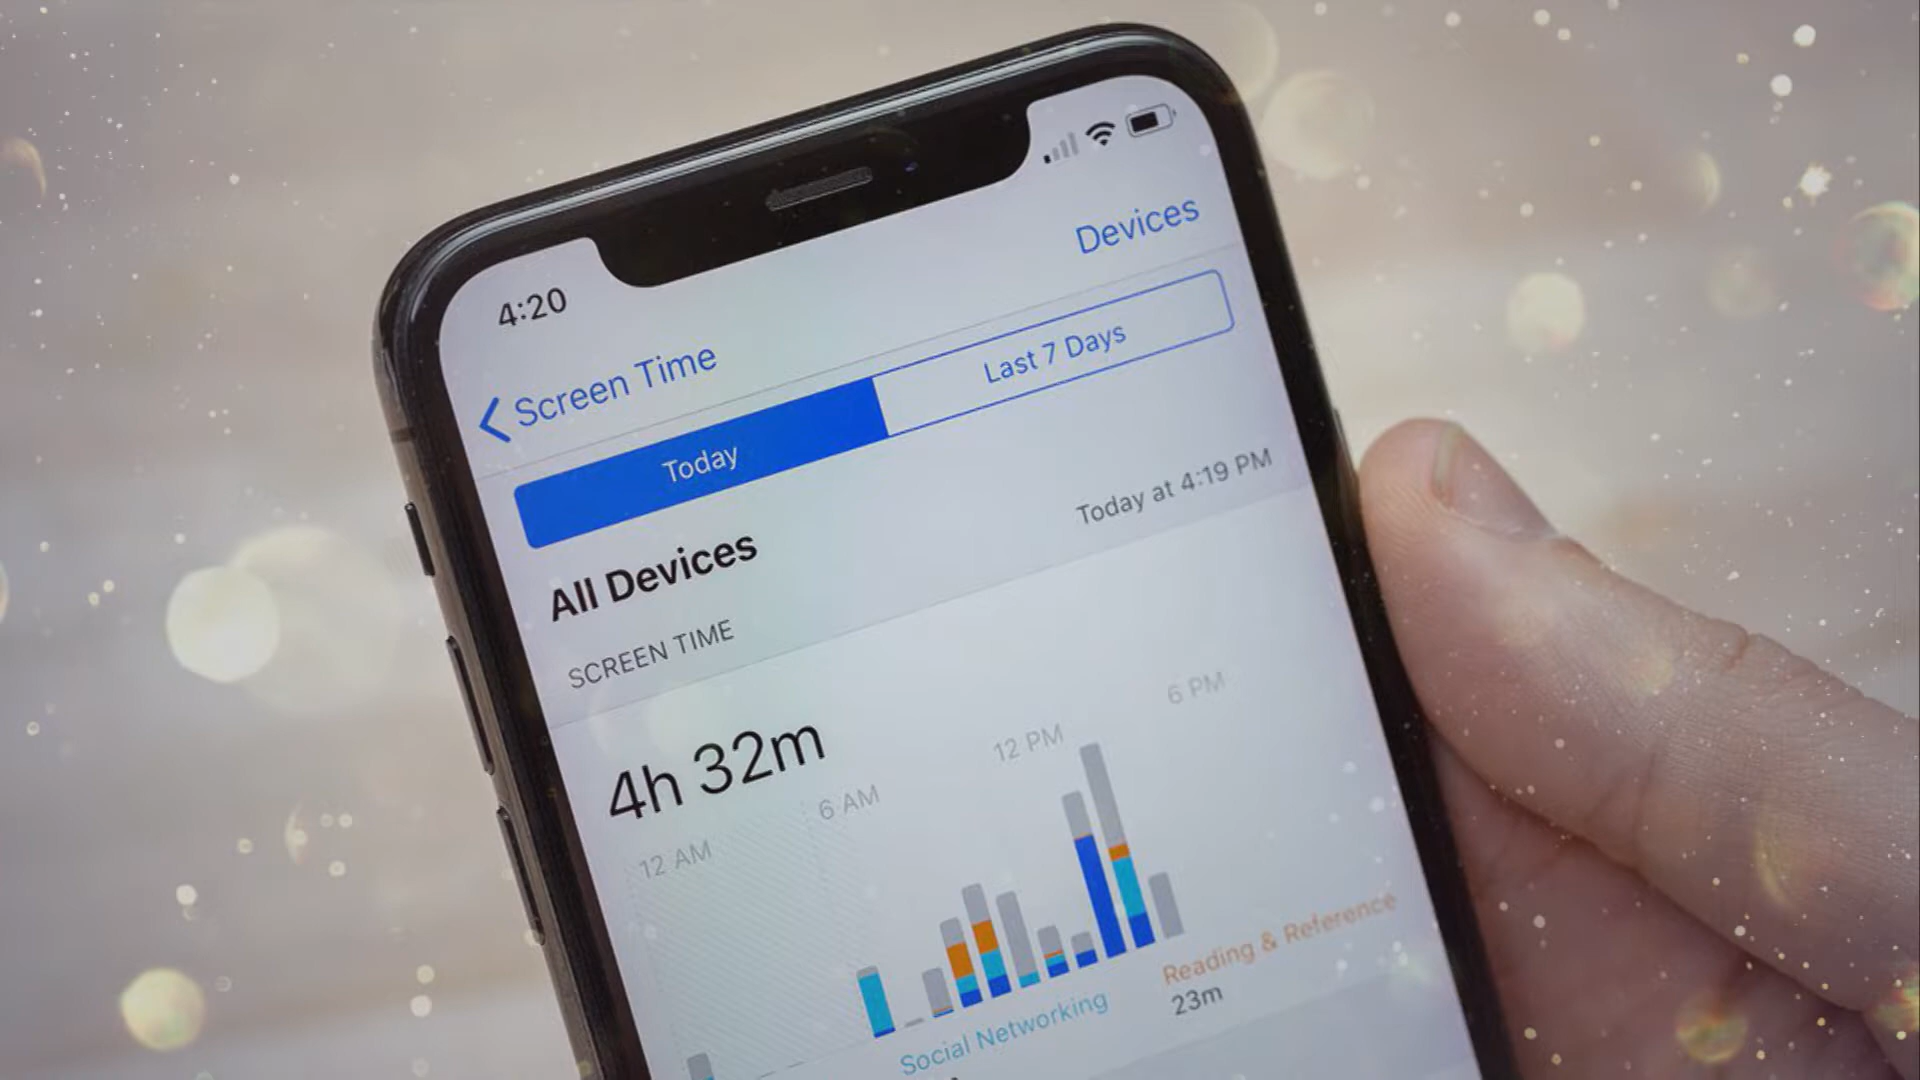 4:20
Devices
Screen Time
Today
Last 7 Days
All Devices
Today at 4:19 PM
SCREEN TIME
4h 32m
12 AM
6 AM
12 PM
6 PM
Social Networking
Reading & Reference
23m